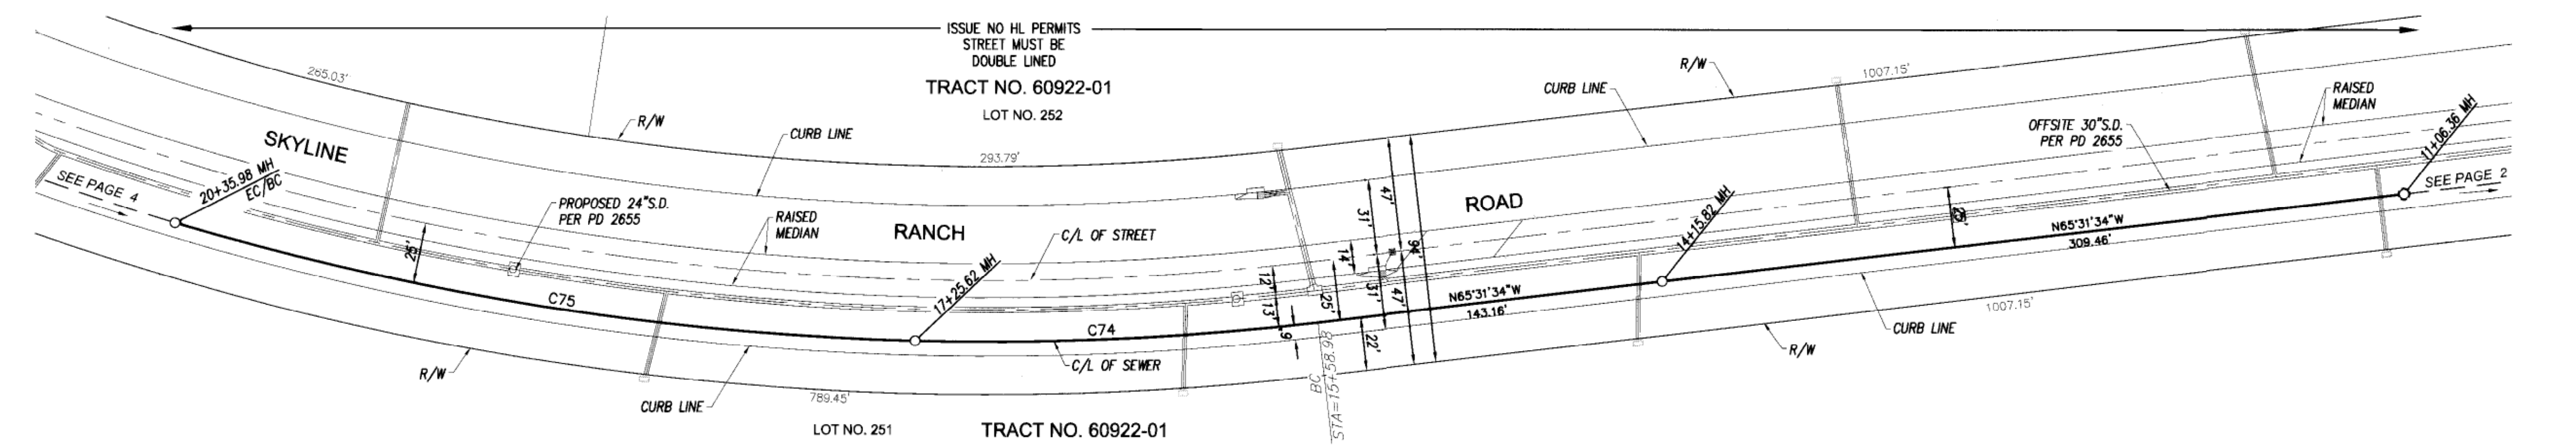 ISSUE NO HL PERMITS
STREET MUST BE
DOUBLE LINED
TRACT NO. 60922-01
LOT NO. 252
265.03'
R/W
CURB LINE
293.79'
CURB LINE
R/W
1007.15'
RAISED
MEDIAN
OFFSITE 30"S.D.
PER PD 2655
11+06.36 MH
SEE PAGE 2
SKYLINE
SEE PAGE 4
20+35.98 MH
EC/BC
PROPOSED 24"S.D.
PER PD 2655
RAISED
MEDIAN
RANCH
C/L OF STREET
ROAD
47'
31'
14'
94'
12'
13'
25'
31'
47'
9'
22'
25'
25'
14+15.82 MH
N65°31'34"W
309.46'
N65°31'34"W
143.16'
17+25.62 MH
C75
C74
C/L OF SEWER
BC
STA=15+58.98
1007.15'
CURB LINE
R/W
R/W
CURB LINE
789.45'
LOT NO. 251
TRACT NO. 60922-01